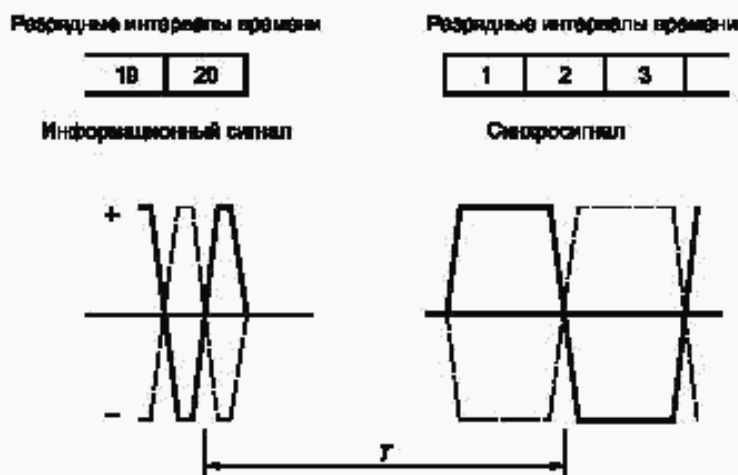 Разрядные интервалы времени
Разрядные интервалы времени
19 20
1 2 3
Информационный сигнал
Синхросигнал
+
−
T